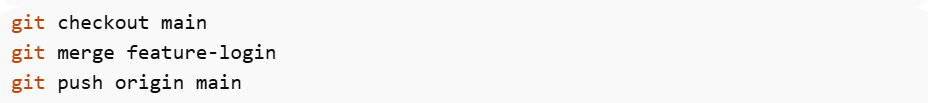 git checkout main
git merge feature-login
git push origin main